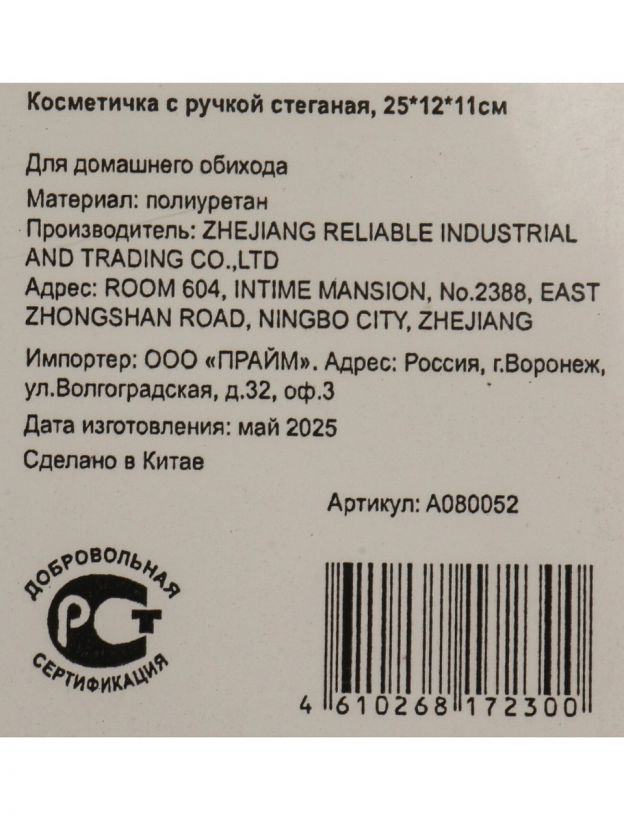 Косметичка с ручкой стеганая, 25*12*11см
Для домашнего обихода
Материал: полиуретан
Производитель: ZHEJIANG RELIABLE INDUSTRIAL
AND TRADING CO.,LTD
Адрес: ROOM 604, INTIME MANSION, No.2388, EAST
ZHONGSHAN ROAD, NINGBO CITY, ZHEJIANG
Импортер: ООО «ПРАЙМ». Адрес: Россия, г.Воронеж,
ул.Волгоградская, д.32, оф.3
Дата изготовления: май 2025
Сделано в Китае
Артикул: A080052
ДОБРОВОЛЬНАЯ
РСТ
СЕРТИФИКАЦИЯ
4 610268 172300